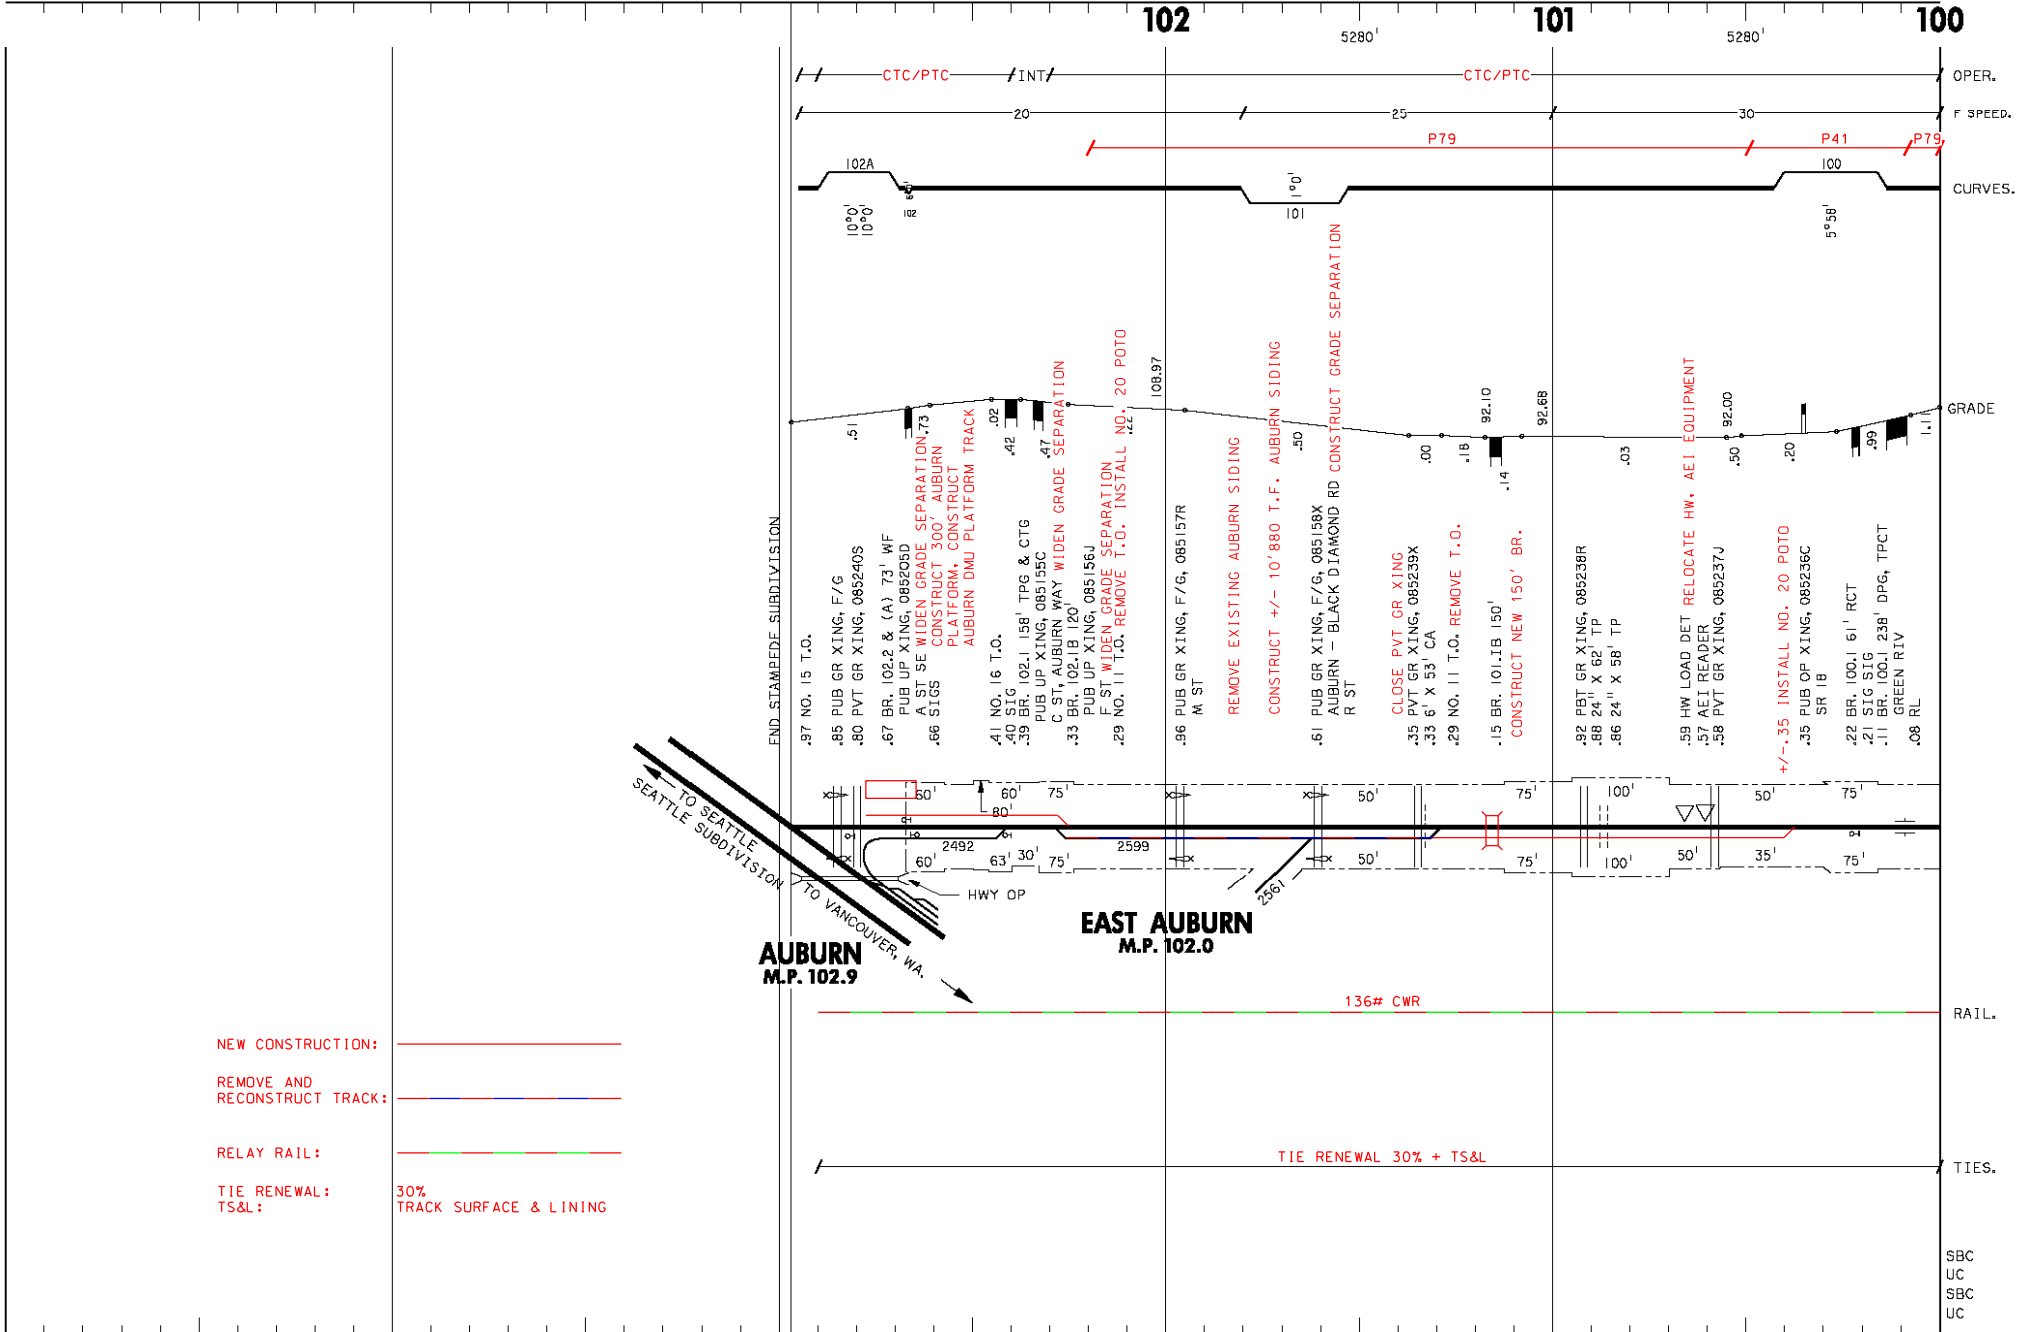 102
101
100
5280'
5280'
CTC/PTC
INT
CTC/PTC
OPER.
20
25
30
F SPEED.
P79
P41
P79
102A
102
10°0'
10°0'
1°0'
101
100
5°58'
CURVES.
.51
.73
.02
.42
.47
.22
108.97
.50
.00
.18
92.10
.14
92.68
.03
92.00
.50
.20
.99
1.11
GRADE
END STAMPEDE SUBDIVISION
.97 NO. 15 T.O.
.85 PUB GR XING, F/G
.80 PVT GR XING, 085240S
.67 BR. 102.2 & (A) 73' WF
PUB UP XING, 085205D
A ST SE WIDEN GRADE SEPARATION
.66 SIGS CONSTRUCT 300' AUBURN
PLATFORM, CONSTRUCT
AUBURN DMU PLATFORM TRACK
.41 NO. 16 T.O.
.40 SIG
.39 BR. 102.1 158' TPG & CTG
PUB UP XING, 085155C
C ST, AUBURN WAY WIDEN GRADE SEPARATION
.33 BR. 102.1B 120'
PUB UP XING, 085156J
F ST WIDEN GRADE SEPARATION
.29 NO. 11 T.O. REMOVE T.O. INSTALL NO. 20 POTO
.96 PUB GR XING, F/G, 085157R
M ST
REMOVE EXISTING AUBURN SIDING
CONSTRUCT +/- 10'880 T.F. AUBURN SIDING
.61 PUB GR XING, F/G, 085158X
AUBURN - BLACK DIAMOND RD CONSTRUCT GRADE SEPARATION
R ST
CLOSE PVT GR XING
.35 PVT GR XING, 085239X
.33 6' X 53' CA
.29 NO. 11 T.O. REMOVE T.O.
.15 BR. 101.1B 150'
CONSTRUCT NEW 150' BR.
.92 PBT GR XING, 085238R
.88 24" X 62' TP
.86 24" X 58' TP
.59 HW LOAD DET RELOCATE HW, AEI EQUIPMENT
.57 AEI READER
.58 PVT GR XING, 085237J
+/-.35 INSTALL NO. 20 POTO
.35 PUB OP XING, 085236C
SR 18
.22 BR. 100.1 61' RCT
.21 SIG SIG
.11 BR. 100.1 238' DPG, TPCT
GREEN RIV
.08 RL
60'
60'
75'
80'
50'
75'
100'
50'
75'
2492
2599
60'
63'
30'
75'
50'
75'
100'
50'
35'
75'
2561
HWY OP
TO SEATTLE
SEATTLE SUBDIVISION
TO VANCOUVER, WA.
EAST AUBURN
M.P. 102.0
AUBURN
M.P. 102.9
136# CWR
RAIL.
NEW CONSTRUCTION:
REMOVE AND
RECONSTRUCT TRACK:
RELAY RAIL:
TIE RENEWAL: 30%
TS&L: TRACK SURFACE & LINING
TIE RENEWAL 30% + TS&L
TIES.
SBC
UC
SBC
UC